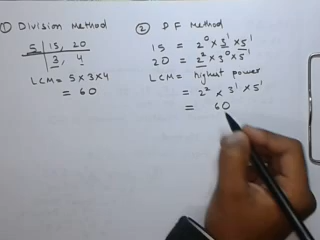 ① Division Method
5 | 15, 20
3, 4
LCM = 5 x 3 x 4
= 60
② PF Method
15 = 2⁰ x 3¹ x 5¹
20 = 2² x 3⁰ x 5¹
LCM = highest power
= 2² x 3¹ x 5¹
= 60